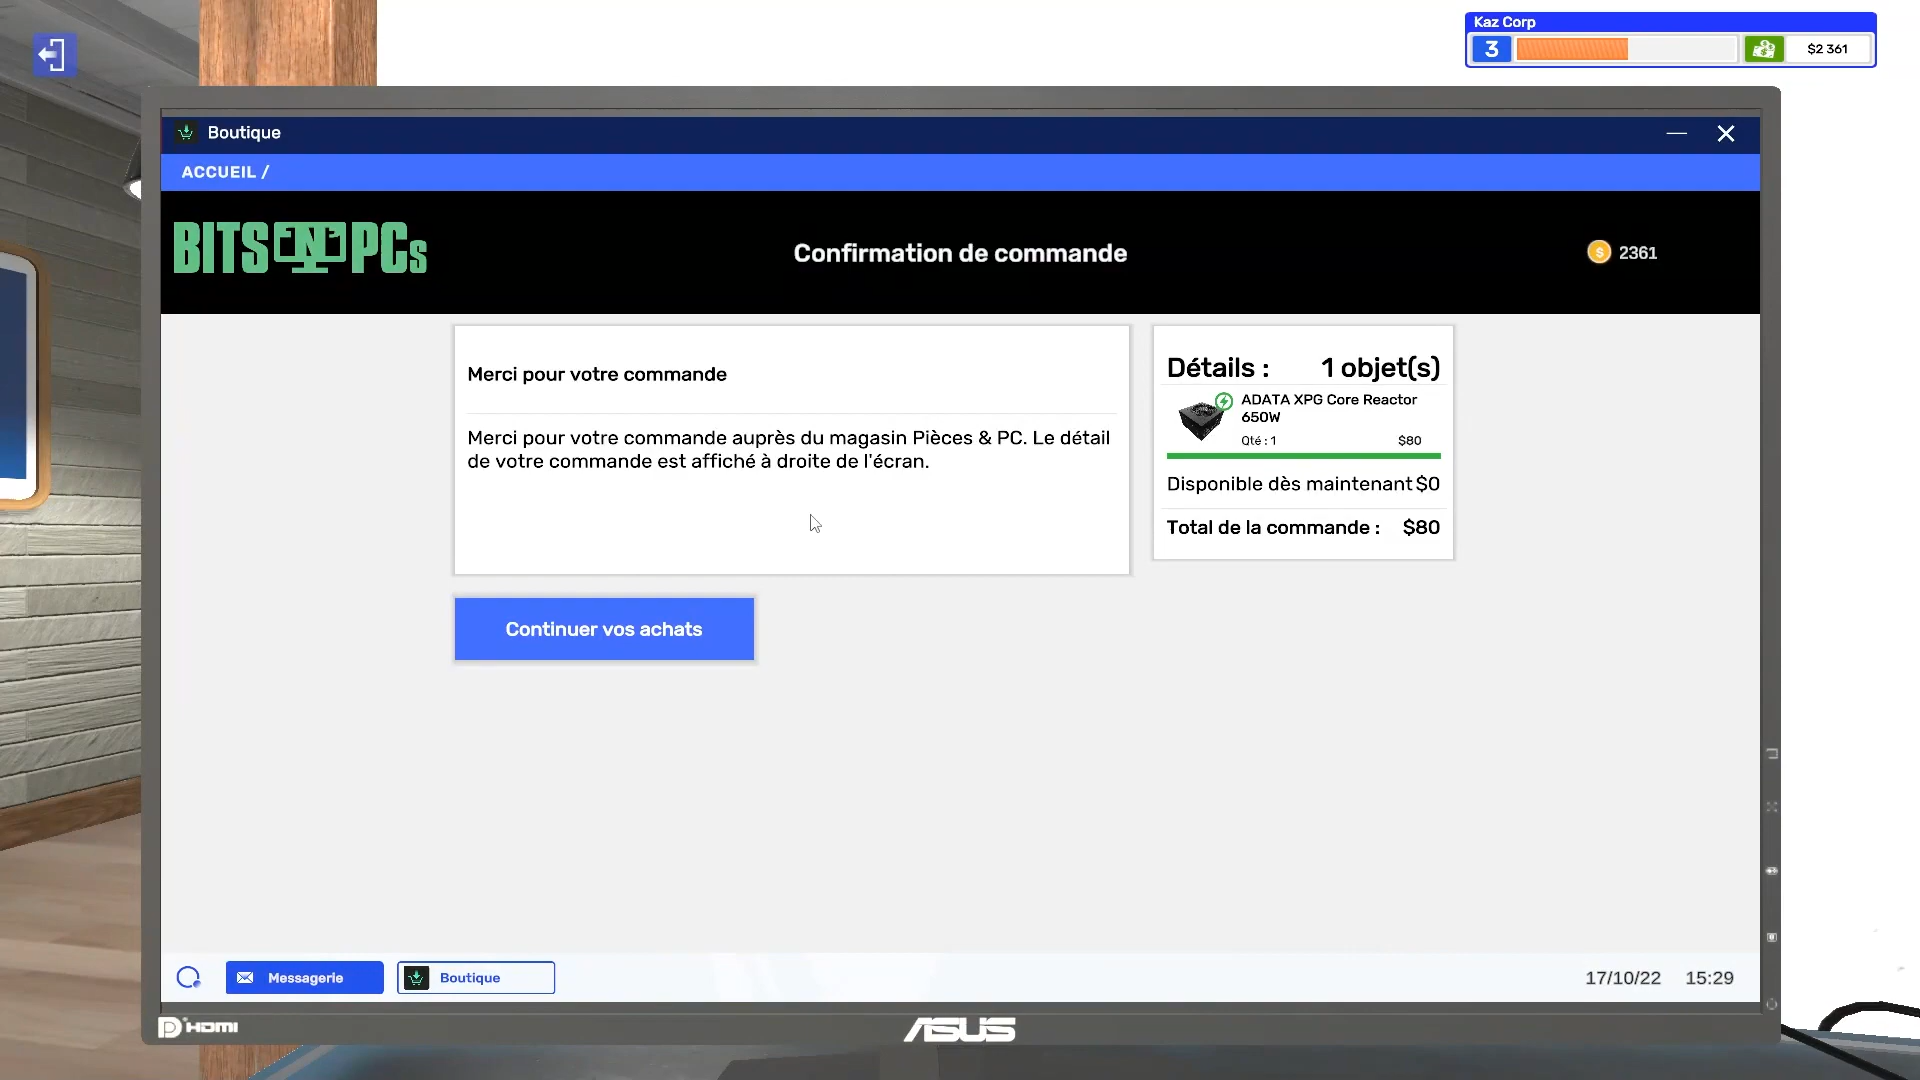 Kaz Corp
3
$2 361
Boutique
ACCUEIL /
BITS N PCs
Confirmation de commande
2361
Merci pour votre commande
Merci pour votre commande auprès du magasin Pièces & PC. Le détail
de votre commande est affiché à droite de l'écran.
Détails : 1 objet(s)
ADATA XPG Core Reactor
650W
Qté : 1 $80
Disponible dès maintenant $0
Total de la commande : $80
Continuer vos achats
Messagerie
Boutique
17/10/22 15:29
HDMI
ASUS